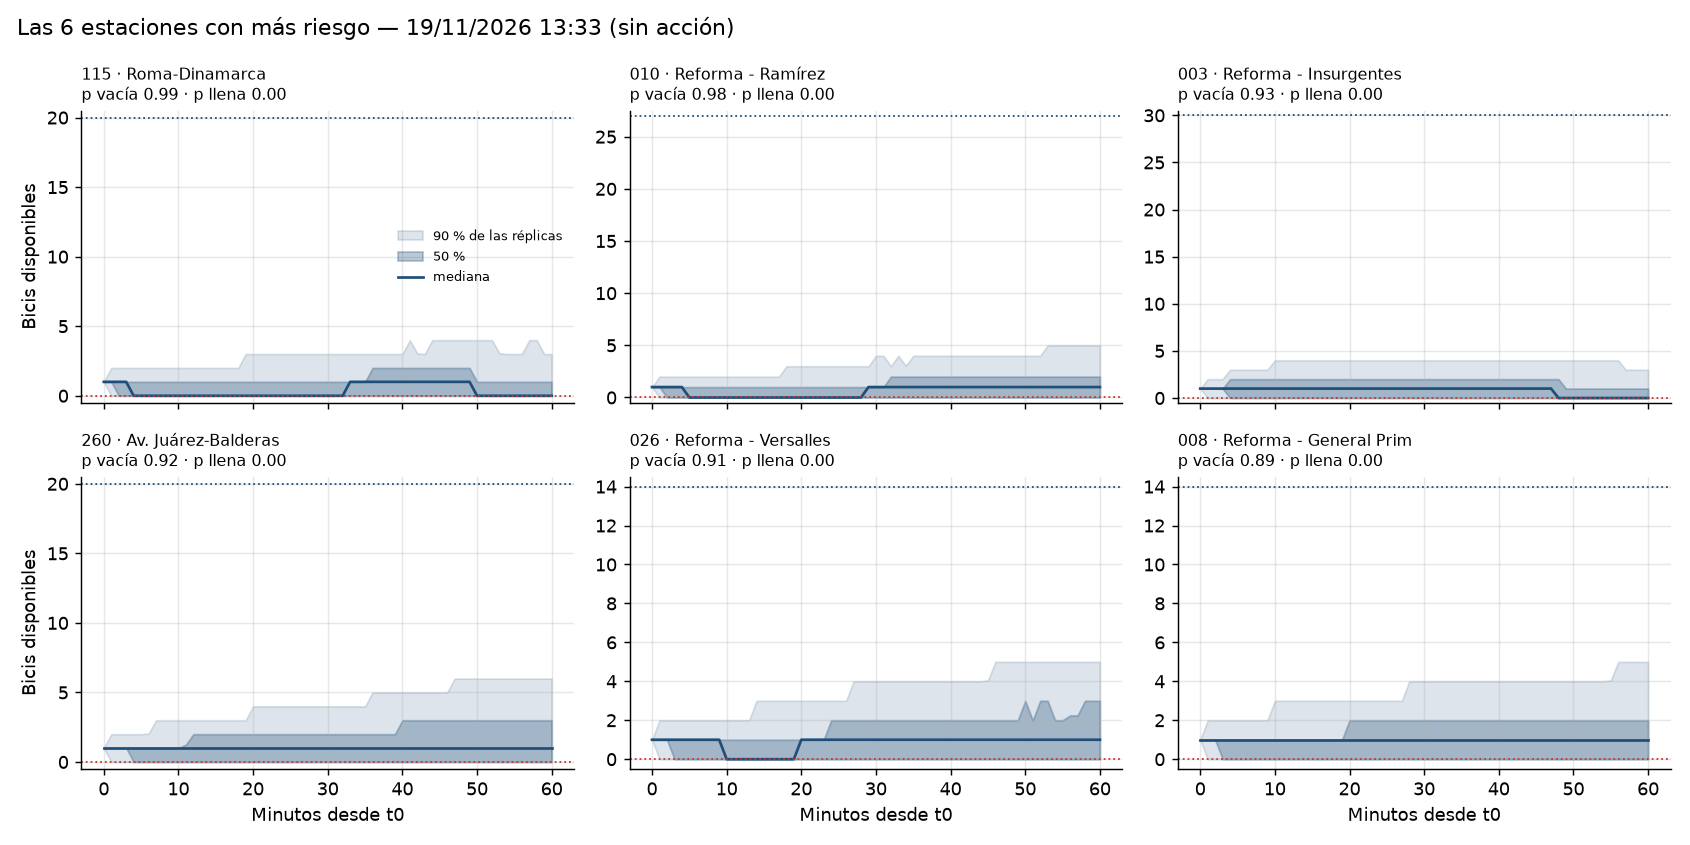 Las 6 estaciones con más riesgo — 19/11/2026 13:33 (sin acción)
115 · Roma-Dinamarca
p vacía 0.99 · p llena 0.00
20
15
10
5
0
Bicis disponibles
90 % de las réplicas
50 %
mediana
010 · Reforma - Ramírez
p vacía 0.98 · p llena 0.00
25
20
15
10
5
0
003 · Reforma - Insurgentes
p vacía 0.93 · p llena 0.00
30
25
20
15
10
5
0
260 · Av. Juárez-Balderas
p vacía 0.92 · p llena 0.00
20
15
10
5
0
Bicis disponibles
0 10 20 30 40 50 60
Minutos desde t0
026 · Reforma - Versalles
p vacía 0.91 · p llena 0.00
14
12
10
8
6
4
2
0
0 10 20 30 40 50 60
Minutos desde t0
008 · Reforma - General Prim
p vacía 0.89 · p llena 0.00
14
12
10
8
6
4
2
0
0 10 20 30 40 50 60
Minutos desde t0